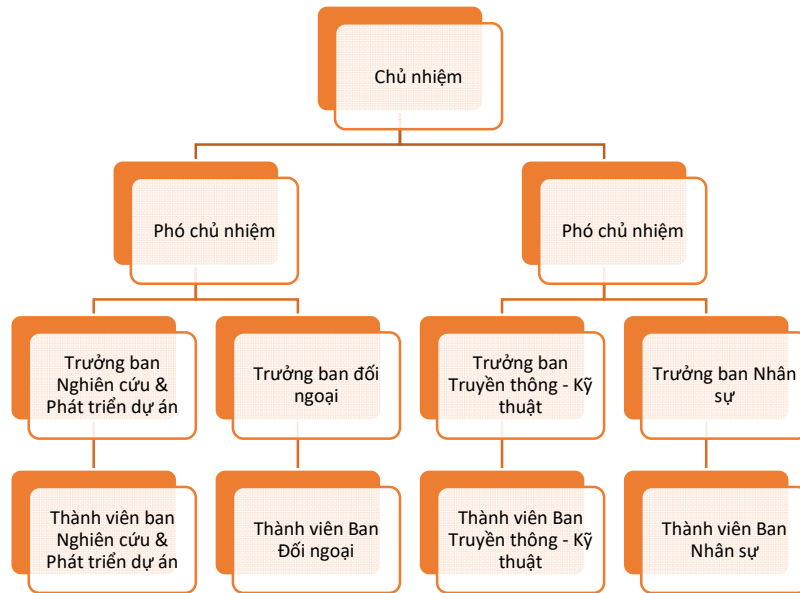 Chủ nhiệm
Phó chủ nhiệm
Phó chủ nhiệm
Trưởng ban
Nghiên cứu &
Phát triển dự án
Trưởng ban đối
ngoại
Trưởng ban
Truyền thông - Kỹ
thuật
Trưởng ban Nhân
sự
Thành viên ban
Nghiên cứu &
Phát triển dự án
Thành viên Ban
Đối ngoại
Thành viên Ban
Truyền thông - Kỹ
thuật
Thành viên Ban
Nhân sự